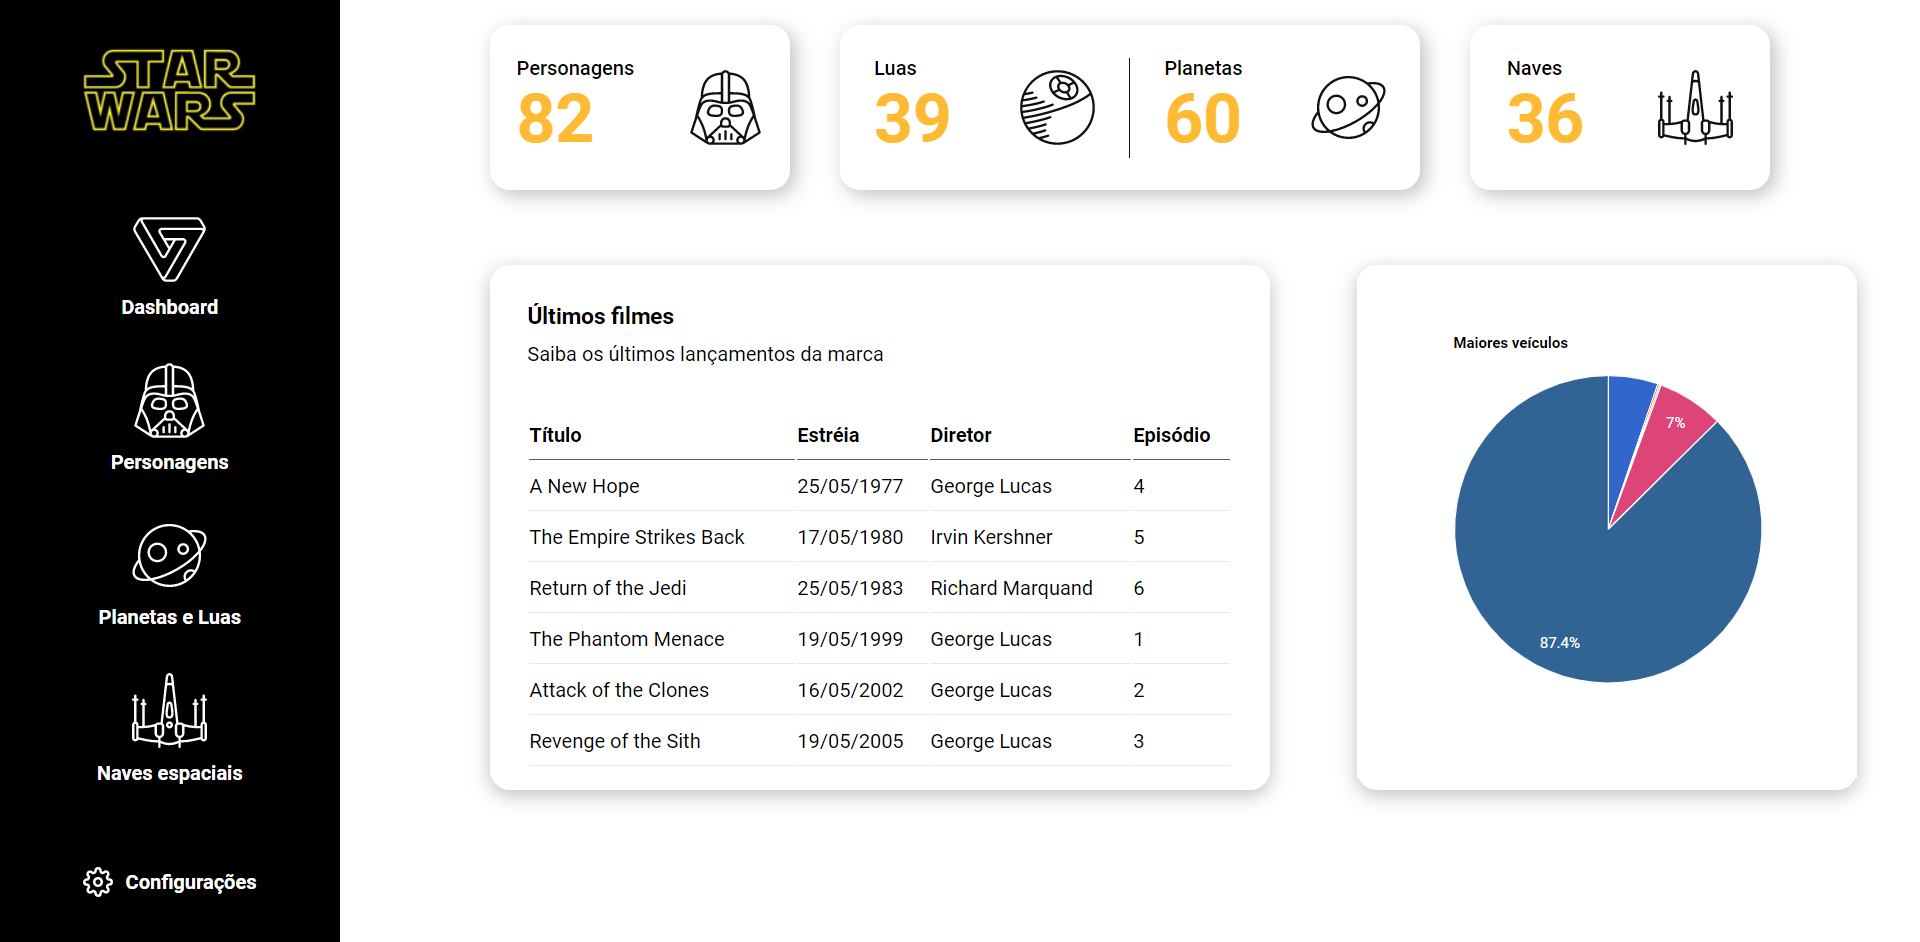 STAR
WARS
Dashboard
Personagens
Planetas e Luas
Naves espaciais
Configurações
Personagens
82
Luas
39
Planetas
60
Naves
36
Últimos filmes
Saiba os últimos lançamentos da marca
Título Estréia Diretor Episódio
A New Hope 25/05/1977 George Lucas 4
The Empire Strikes Back 17/05/1980 Irvin Kershner 5
Return of the Jedi 25/05/1983 Richard Marquand 6
The Phantom Menace 19/05/1999 George Lucas 1
Attack of the Clones 16/05/2002 George Lucas 2
Revenge of the Sith 19/05/2005 George Lucas 3
Maiores veículos
7%
87.4%